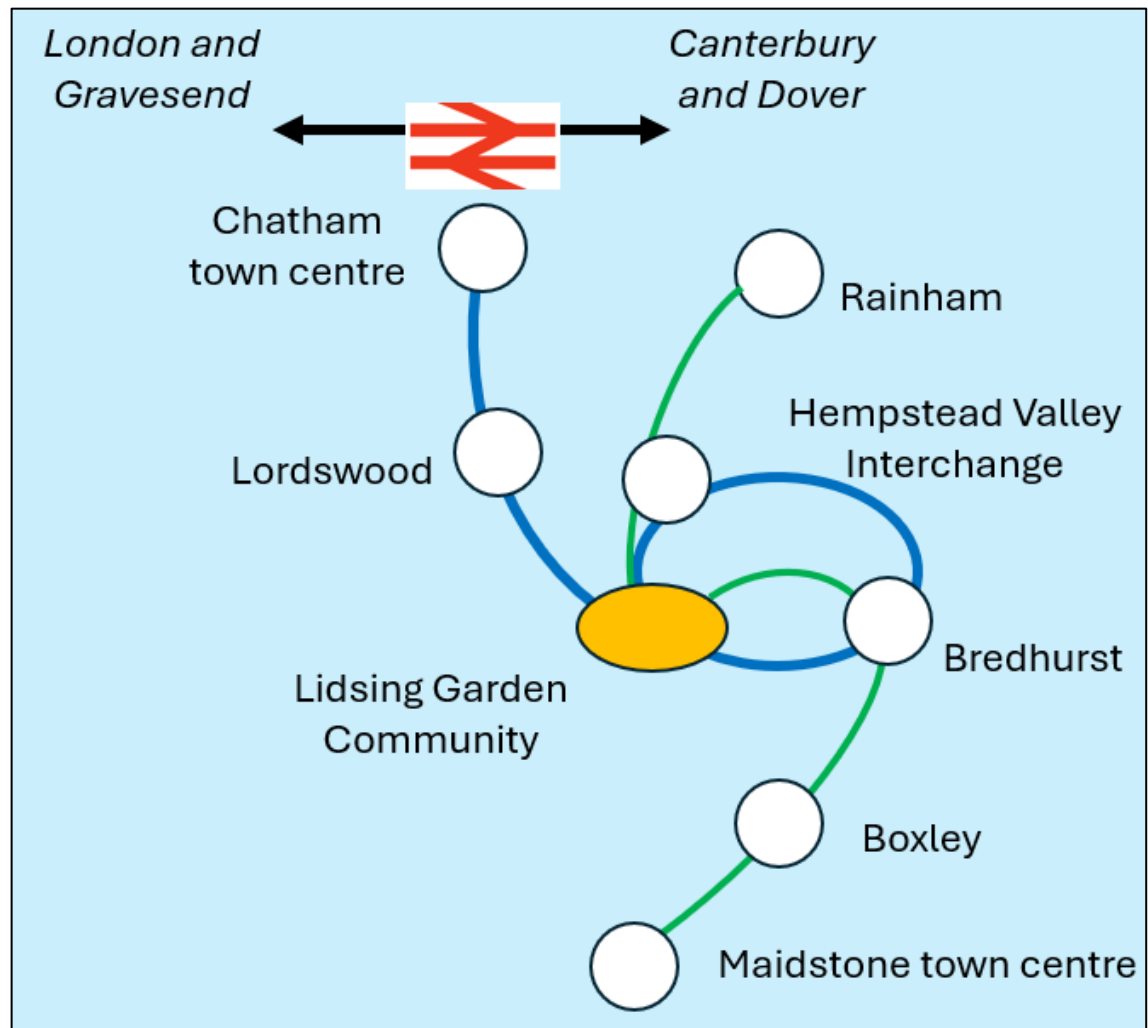 London and
Gravesend
Canterbury
and Dover
Chatham
town centre
Rainham
Hempstead Valley
Interchange
Lordswood
Bredhurst
Lidsing Garden
Community
Boxley
Maidstone town centre